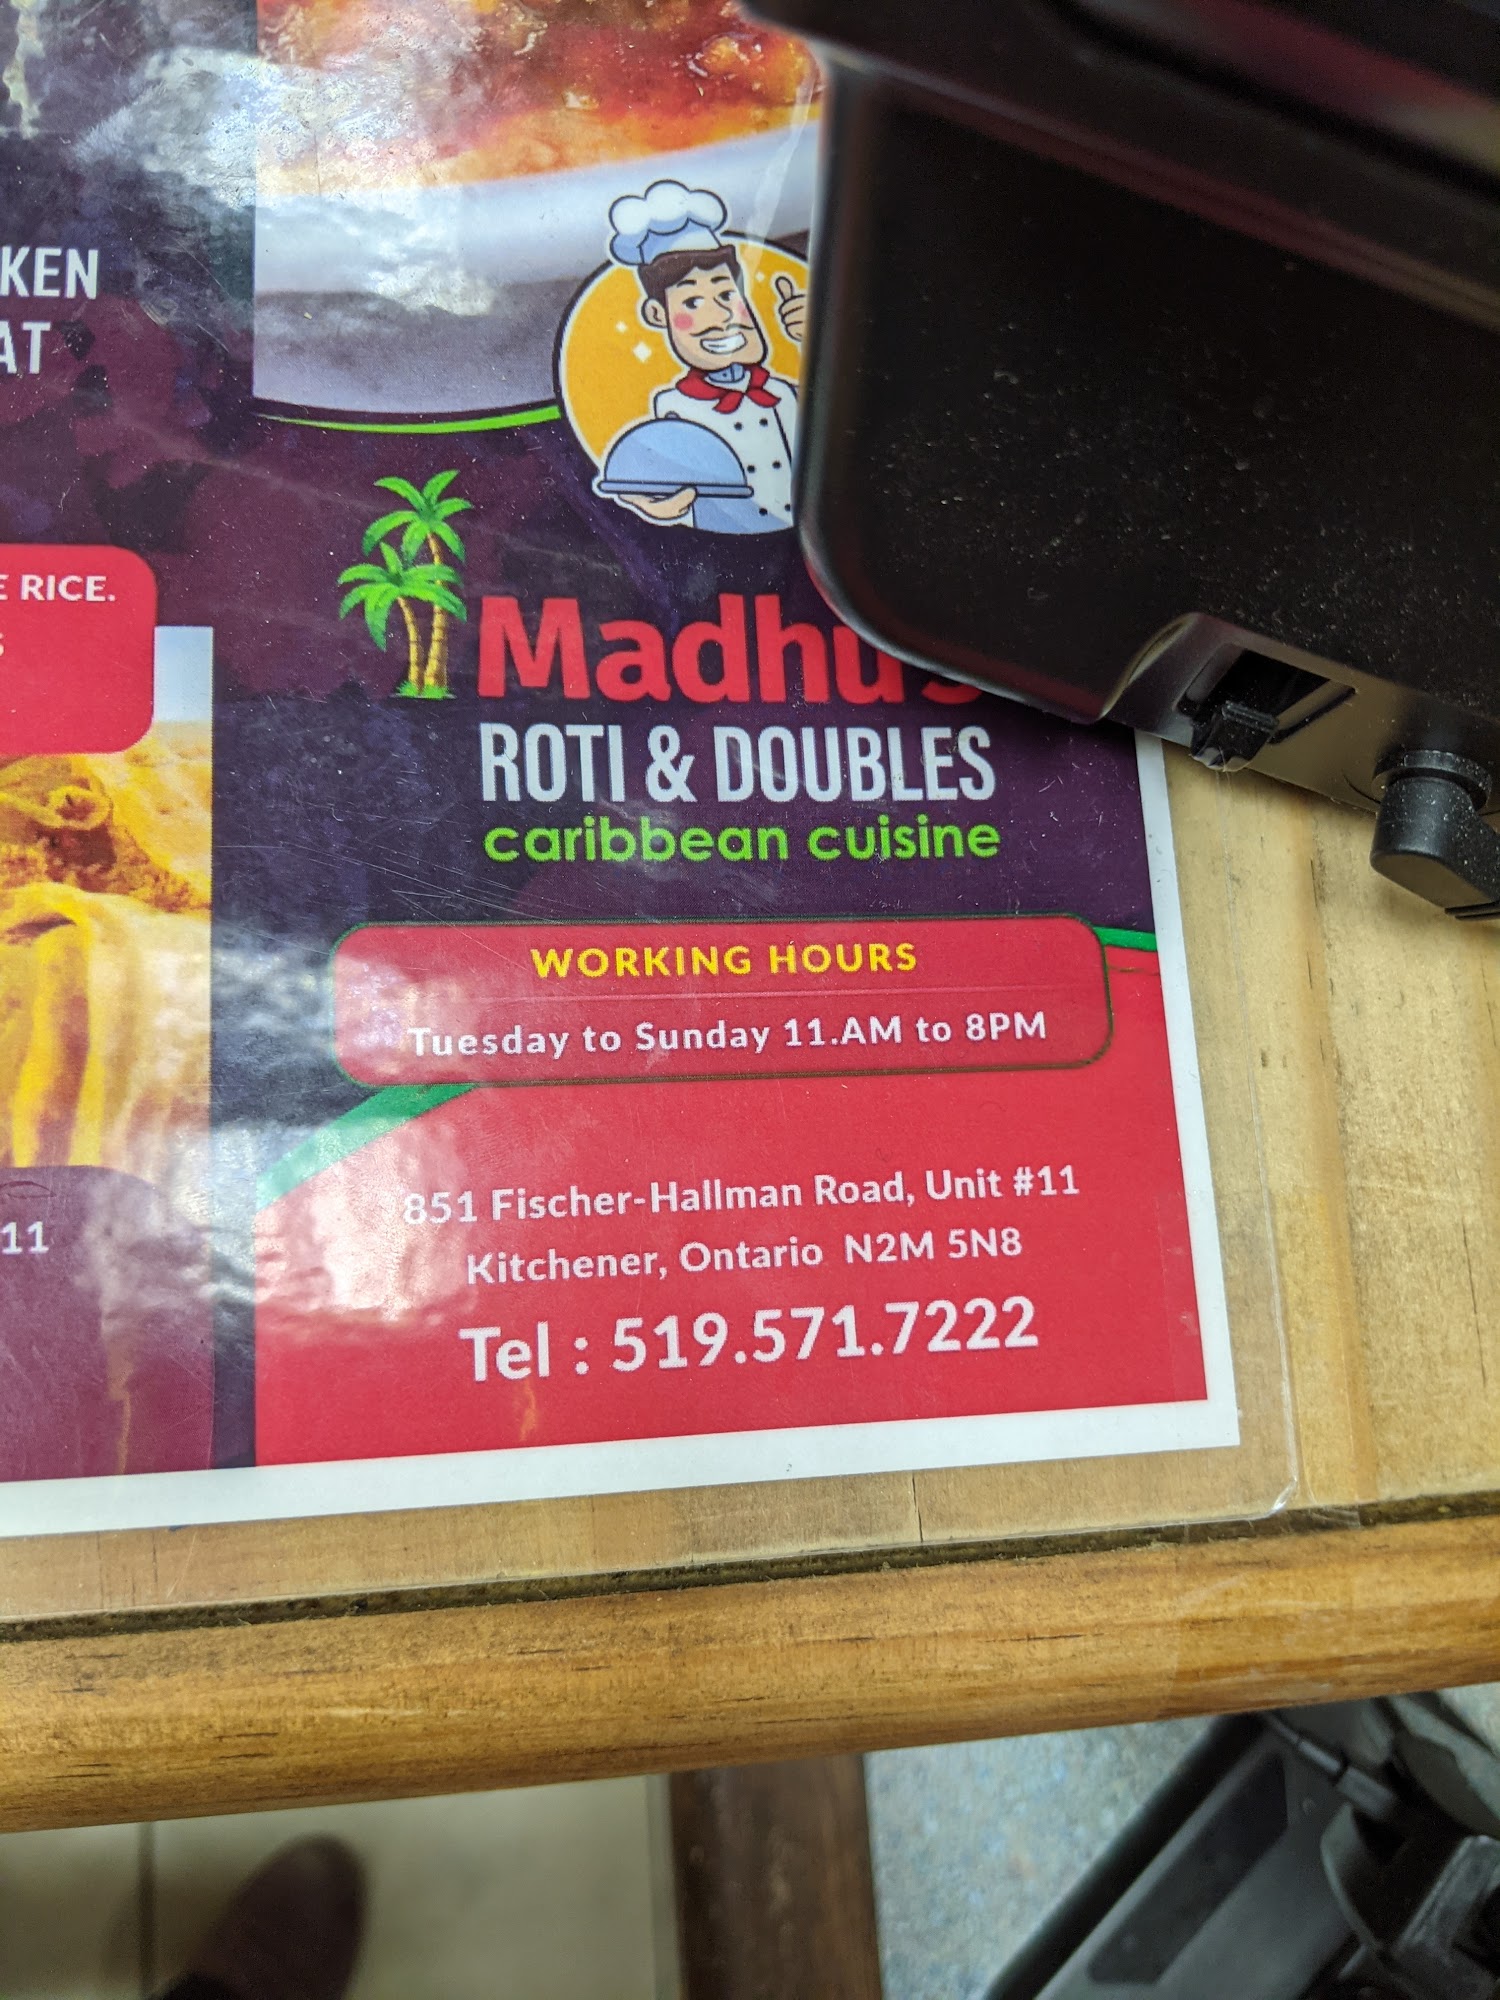 KEN
AT
E RICE.
S
11
Madhu's
ROTI & DOUBLES
caribbean cuisine
WORKING HOURS
Tuesday to Sunday 11.AM to 8PM
851 Fischer-Hallman Road, Unit #11
Kitchener, Ontario N2M 5N8
Tel : 519.571.7222